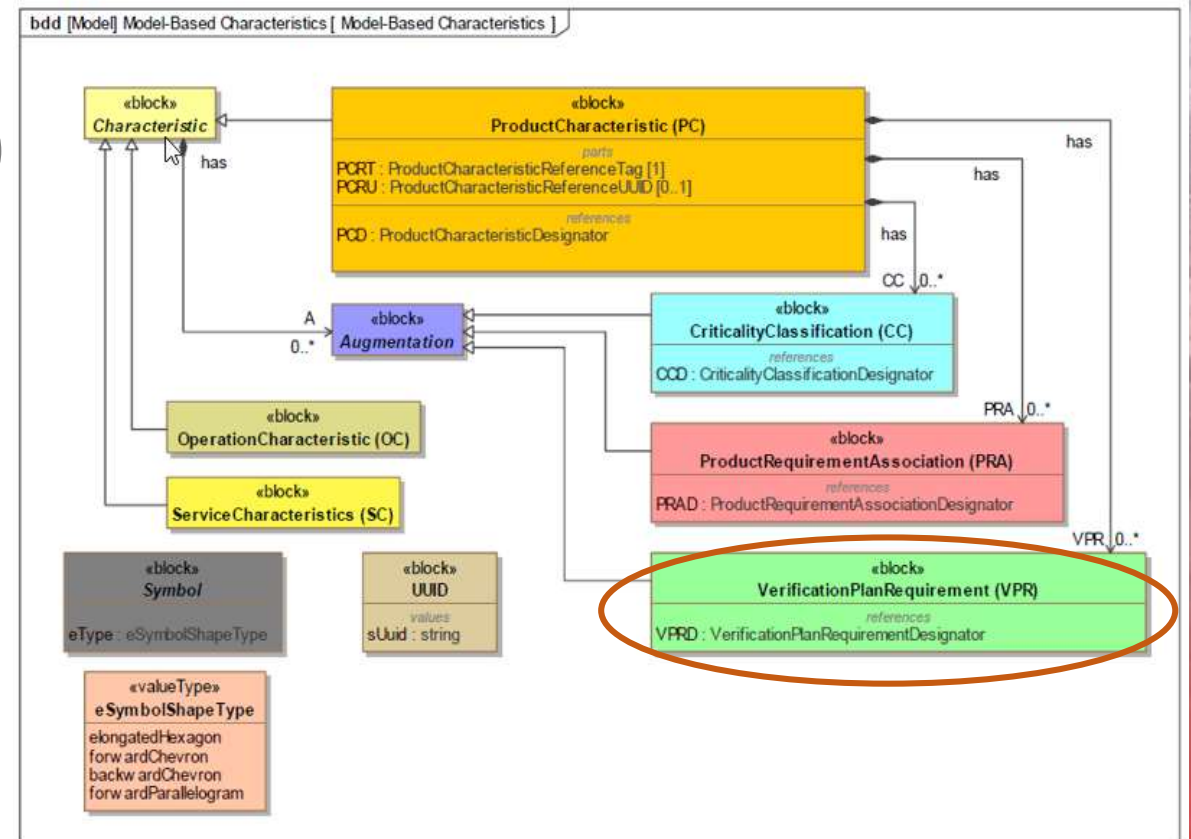 bdd [Model] Model-Based Characteristics [ Model-Based Characteristics ]
«block»
Characteristic
has
«block»
ProductCharacteristic (PC)
parts
PCRT : ProductCharacteristicReferenceTag [1]
PCRU : ProductCharacteristicReferenceUUID [0..1]
references
PCD : ProductCharacteristicDesignator
has
has
has
CC 0..*
A
0..*
«block»
Augmentation
«block»
CriticalityClassification (CC)
references
CCD : CriticalityClassificationDesignator
«block»
OperationCharacteristic (OC)
PRA 0..*
«block»
ProductRequirementAssociation (PRA)
references
PRAD : ProductRequirementAssociationDesignator
«block»
ServiceCharacteristics (SC)
VPR 0..*
«block»
VerificationPlanRequirement (VPR)
references
VPRD : VerificationPlanRequirementDesignator
«block»
Symbol
eType : eSymbolShapeType
«block»
UUID
values
sUuid : string
«valueType»
eSymbolShapeType
elongatedHexagon
forwardChevron
backwardChevron
forwardParallelogram